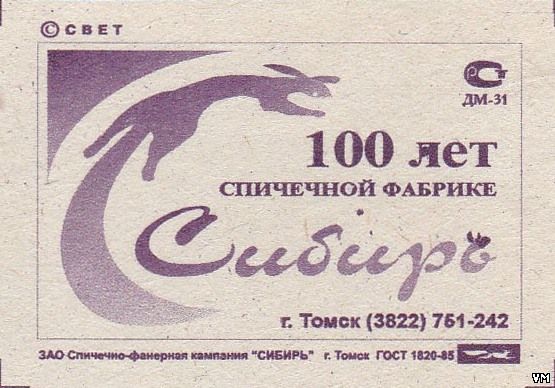 © СВЕТ
ДМ-31
100 лет
СПИЧЕЧНОЙ ФАБРИКЕ
Сибирь
г. Томск (3822) 751-242
ЗАО Спичечно-фанерная кампания "СИБИРЬ" г. Томск ГОСТ 1820-85
VM